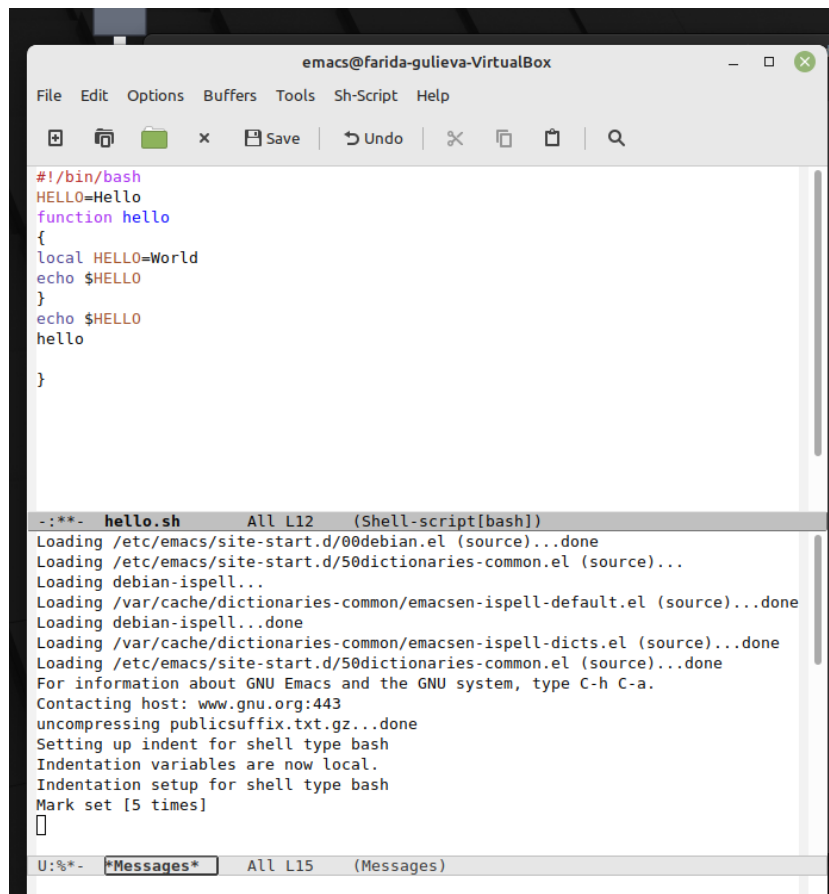 emacs@farida-gulieva-VirtualBox
File Edit Options Buffers Tools Sh-Script Help
Save Undo
#!/bin/bash
HELLO=Hello
function hello
{
local HELLO=World
echo $HELLO
}
echo $HELLO
hello
}
-:**- hello.sh All L12 (Shell-script[bash])
Loading /etc/emacs/site-start.d/00debian.el (source)...done
Loading /etc/emacs/site-start.d/50dictionaries-common.el (source)...
Loading debian-ispell...
Loading /var/cache/dictionaries-common/emacsen-ispell-default.el (source)...done
Loading debian-ispell...done
Loading /var/cache/dictionaries-common/emacsen-ispell-dicts.el (source)...done
Loading /etc/emacs/site-start.d/50dictionaries-common.el (source)...done
For information about GNU Emacs and the GNU system, type C-h C-a.
Contacting host: www.gnu.org:443
uncompressing publicsuffix.txt.gz...done
Setting up indent for shell type bash
Indentation variables are now local.
Indentation setup for shell type bash
Mark set [5 times]
U:%*- *Messages* All L15 (Messages)